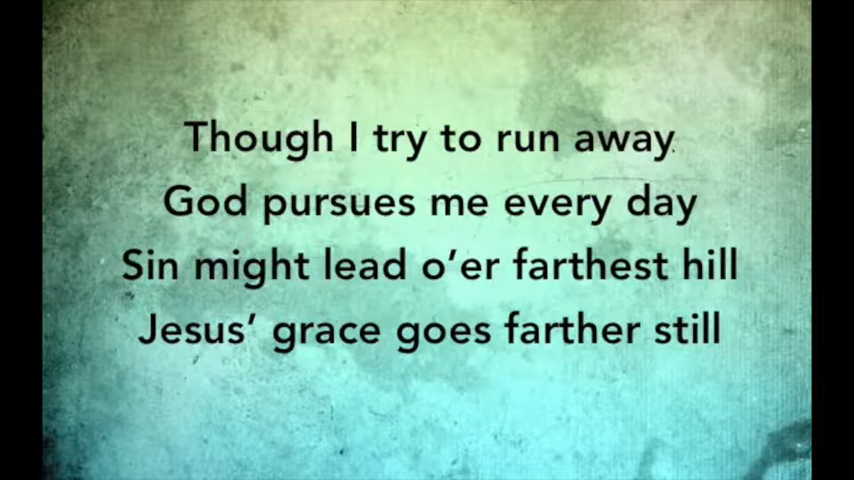 Though I try to run away
God pursues me every day
Sin might lead o’er farthest hill
Jesus’ grace goes farther still